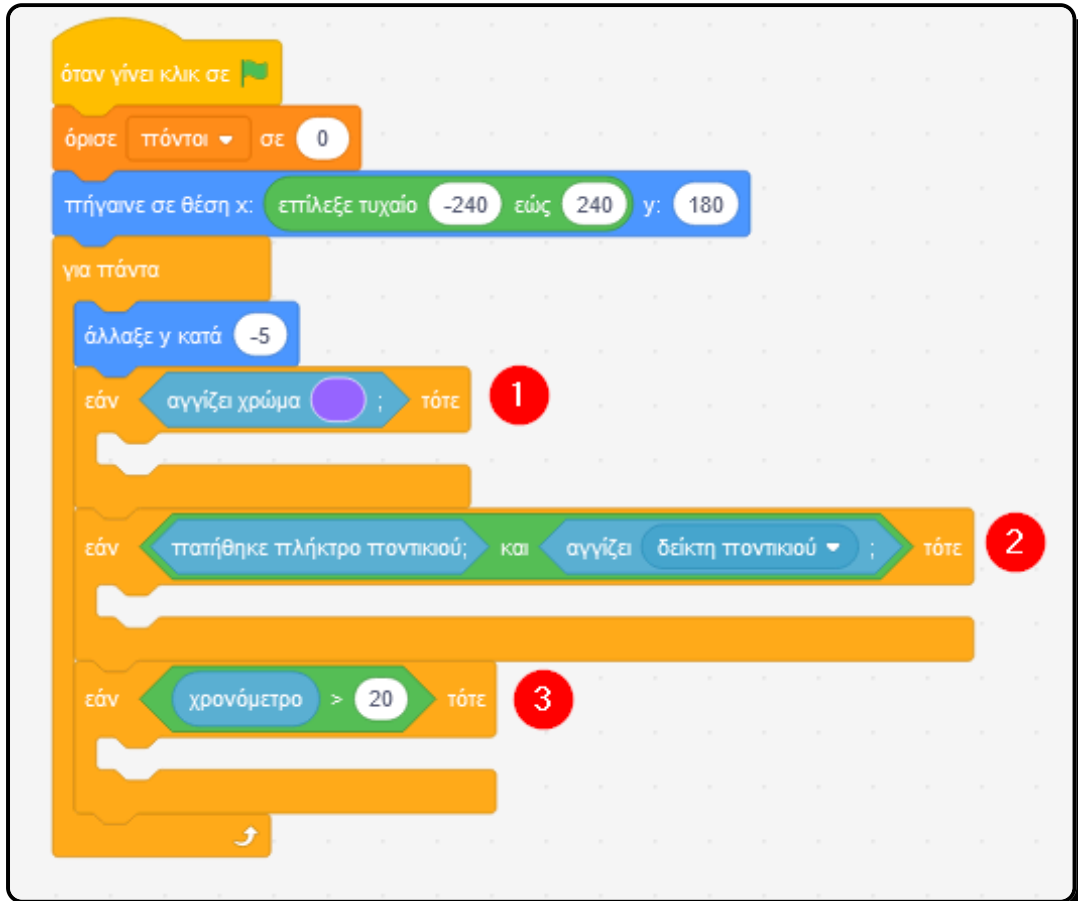 όταν γίνει κλικ σε
όρισε πόντοι σε 0
πήγαινε σε θέση x: επίλεξε τυχαίο -240 εώς 240 y: 180
για πάντα
άλλαξε y κατά -5
εάν αγγίζει χρώμα ; τότε 1
εάν πατήθηκε πλήκτρο ποντικιού; και αγγίζει δείκτη ποντικιού ; τότε 2
εάν χρονόμετρο > 20 τότε 3